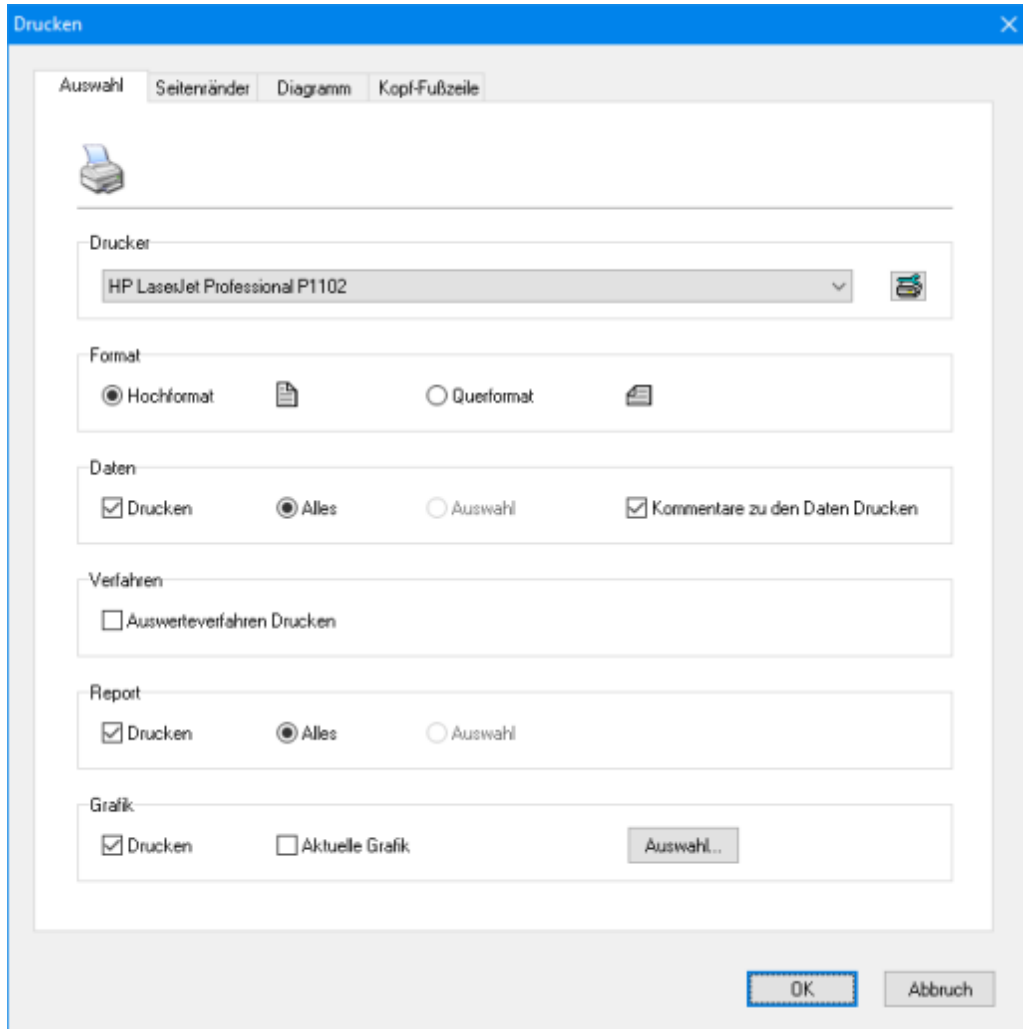 Drucken
Auswahl Seitenränder Diagramm Kopf-Fußzeile
Drucker
HP LaserJet Professional P1102
Format
Hochformat Querformat
Daten
Drucken Alles Auswahl Kommentare zu den Daten Drucken
Verfahren
Auswerteverfahren Drucken
Report
Drucken Alles Auswahl
Grafik
Drucken Aktuelle Grafik Auswahl...
OK Abbruch